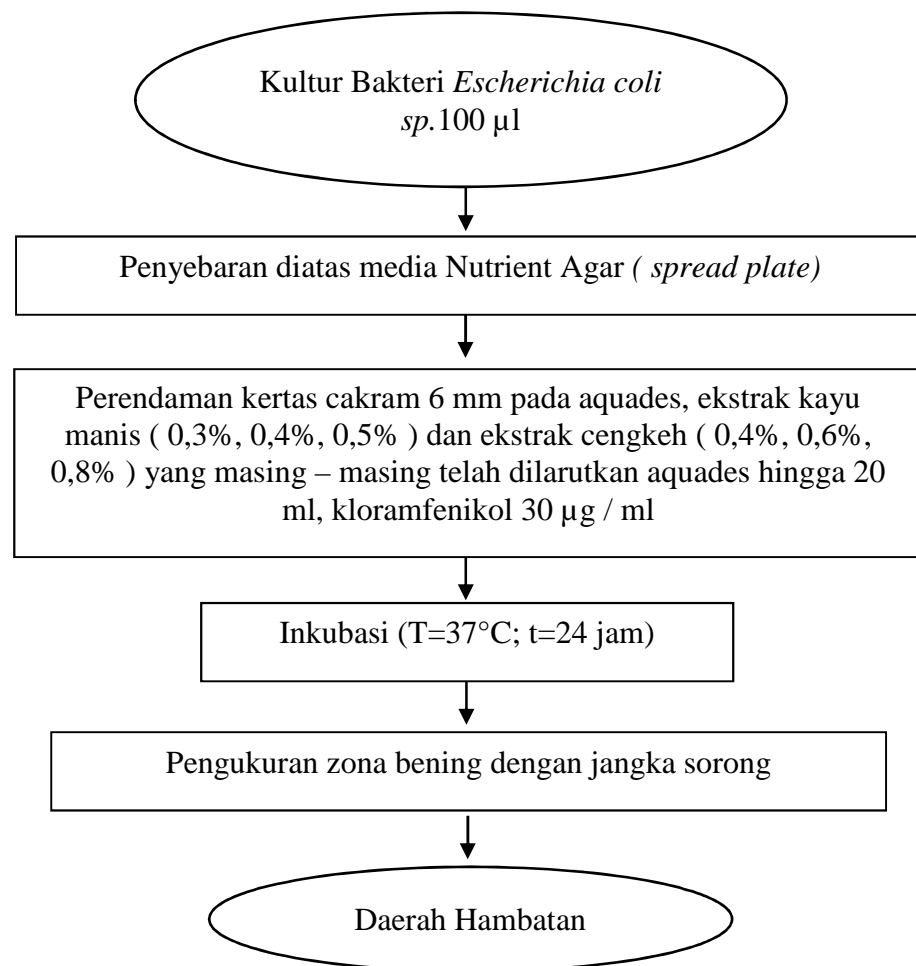 Kultur Bakteri Escherichia coli
sp.100 µl
Penyebaran diatas media Nutrient Agar ( spread plate)
Perendaman kertas cakram 6 mm pada aquades, ekstrak kayu
manis ( 0,3%, 0,4%, 0,5% ) dan ekstrak cengkeh ( 0,4%, 0,6%,
0,8% ) yang masing – masing telah dilarutkan aquades hingga 20
ml, kloramfenikol 30 µg / ml
Inkubasi (T=37°C; t=24 jam)
Pengukuran zona bening dengan jangka sorong
Daerah Hambatan